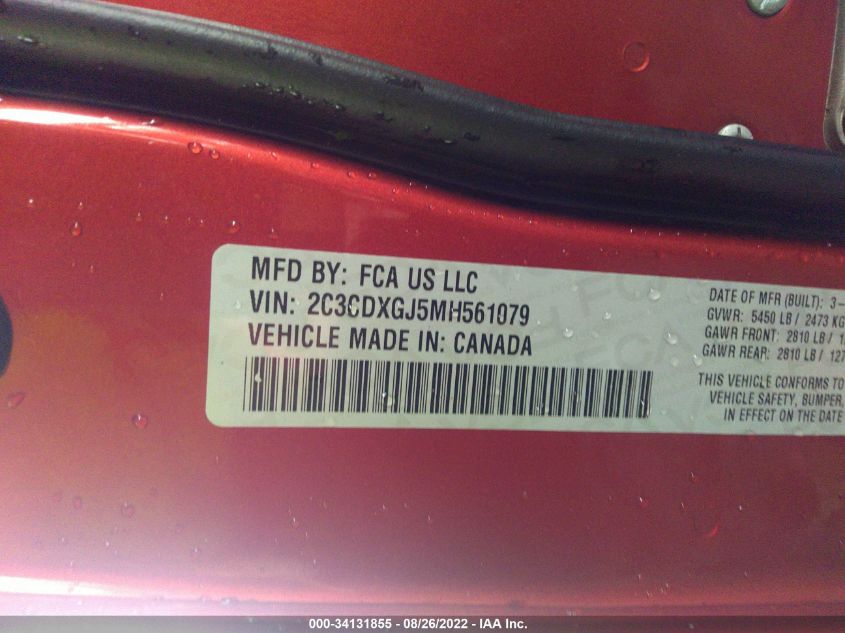 MFD BY: FCA US LLC
VIN: 2C3CDXGJ5MH561079
VEHICLE MADE IN: CANADA
DATE OF MFR (BUILT): 3-
GVWR: 5450 LB / 2473 KG
GAWR FRONT: 2810 LB / 1
GAWR REAR: 2810 LB / 127
THIS VEHICLE CONFORMS TO
VEHICLE SAFETY, BUMPER,
IN EFFECT ON THE DATE
000-34131855 - 08/26/2022 - IAA Inc.